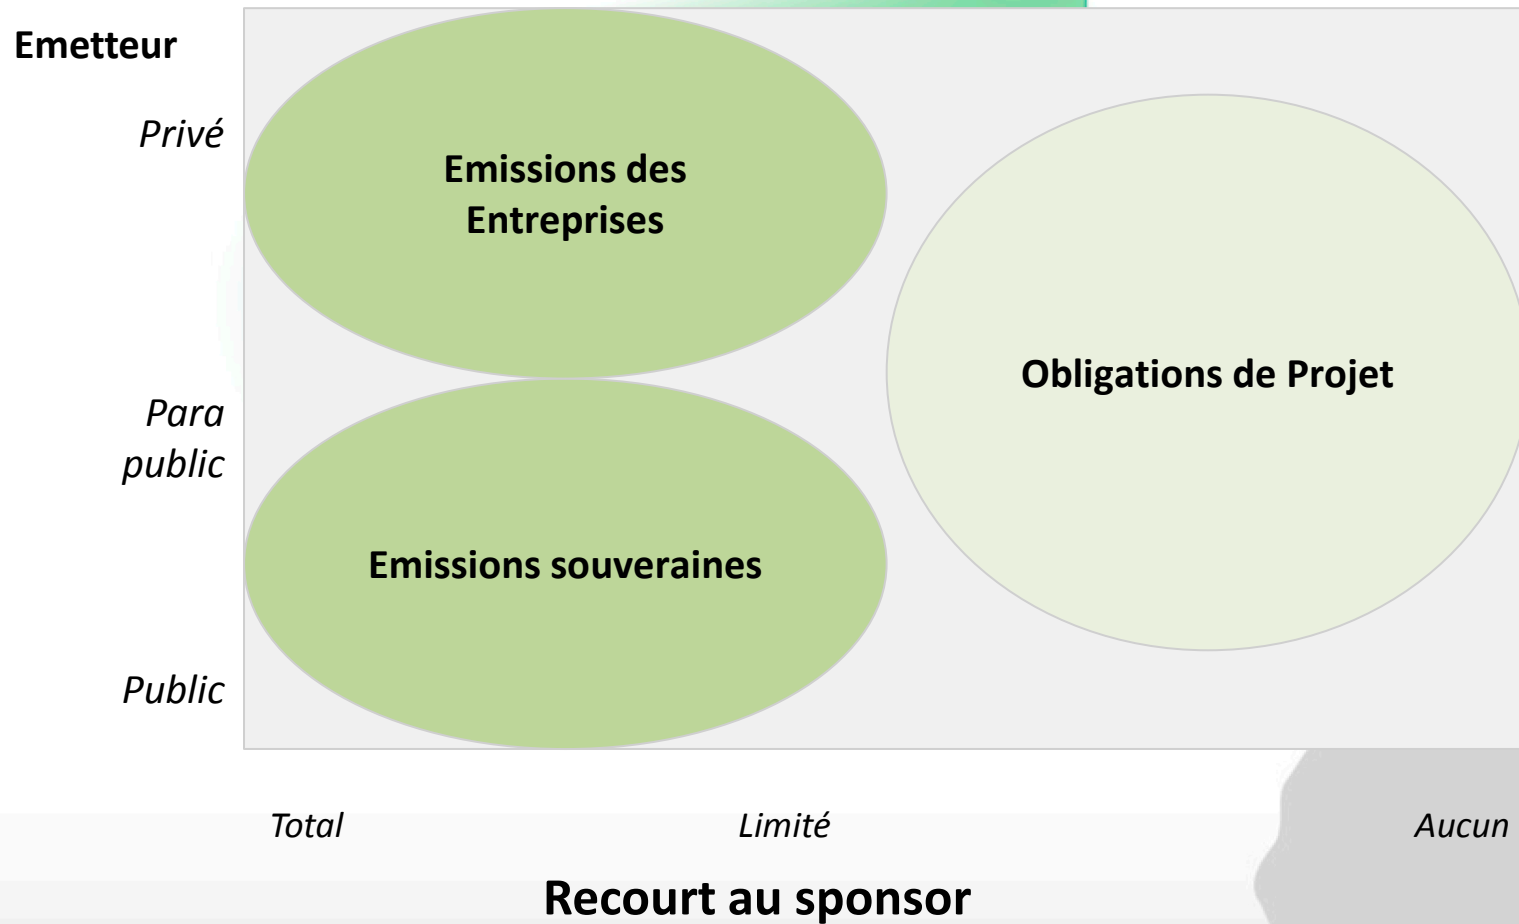 Emetteur
Privé
Emissions des
Entreprises
Obligations de Projet
Para
public
Emissions souveraines
Public
Total
Limité
Aucun
Recourt au sponsor